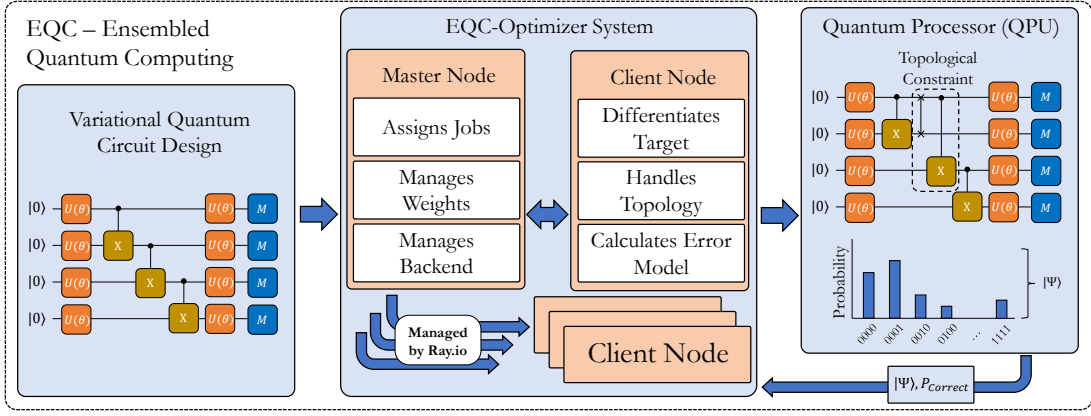 EQC – Ensembled
Quantum Computing
Variational Quantum
Circuit Design
|0⟩ U(θ) U(θ) M
|0⟩ U(θ) X U(θ) M
|0⟩ U(θ) X U(θ) M
|0⟩ U(θ) X U(θ) M
EQC-Optimizer System
Master Node
Assigns Jobs
Manages
Weights
Manages
Backend
Client Node
Differentiates
Target
Handles
Topology
Calculates Error
Model
Managed
by Ray.io
Client Node
Quantum Processor (QPU)
Topological
Constraint
|0⟩ U(θ) U(θ) M
|0⟩ U(θ) X U(θ) M
|0⟩ U(θ) X U(θ) M
|0⟩ U(θ) X U(θ) M
Probability
|Ψ⟩
0000 0001 0010 0100 ... 1111
|Ψ⟩, P_Correct